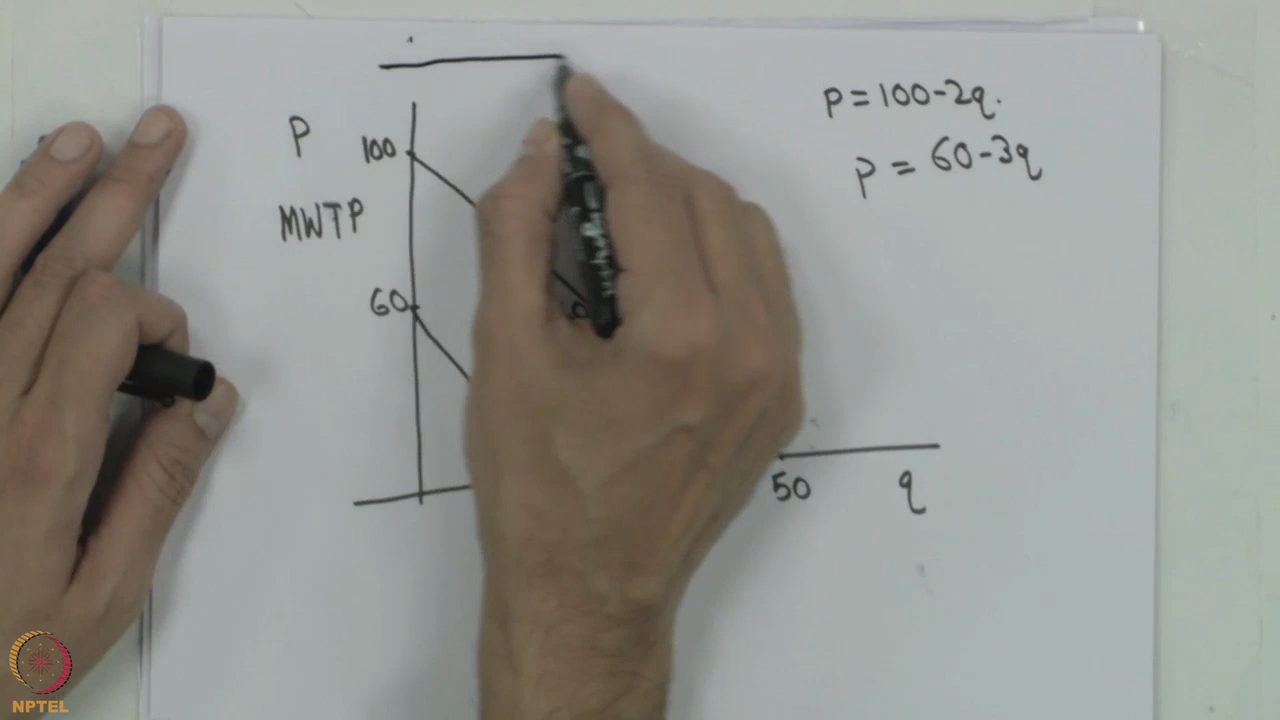 P
100
MWTP
60
50
q
p = 100 - 2q.
p = 60 - 3q
NPTEL